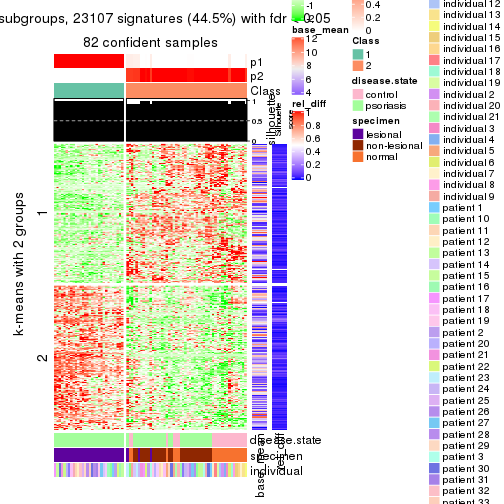 subgroups, 23107 signatures (44.5%) with fdr < 0.05
82 confident samples
p1
p2
Class
silhouette
1
0.5
0
k-means with 2 groups
1
2
disease.state
specimen
individual
base_mean
rel_diff
-1
-2
base_mean
12
10
8
6
4
rel_diff
1
0.8
0.6
0.4
0.2
0
0.4
0.2
0
Class
1
2
disease.state
control
psoriasis
specimen
lesional
non-lesional
normal
individual 12
individual 13
individual 14
individual 15
individual 16
individual 17
individual 18
individual 19
individual 2
individual 20
individual 21
individual 3
individual 4
individual 5
individual 6
individual 7
individual 8
individual 9
patient 1
patient 10
patient 11
patient 12
patient 13
patient 14
patient 15
patient 16
patient 17
patient 18
patient 19
patient 2
patient 20
patient 21
patient 22
patient 23
patient 24
patient 25
patient 26
patient 27
patient 28
patient 29
patient 3
patient 30
patient 31
patient 32
patient 33